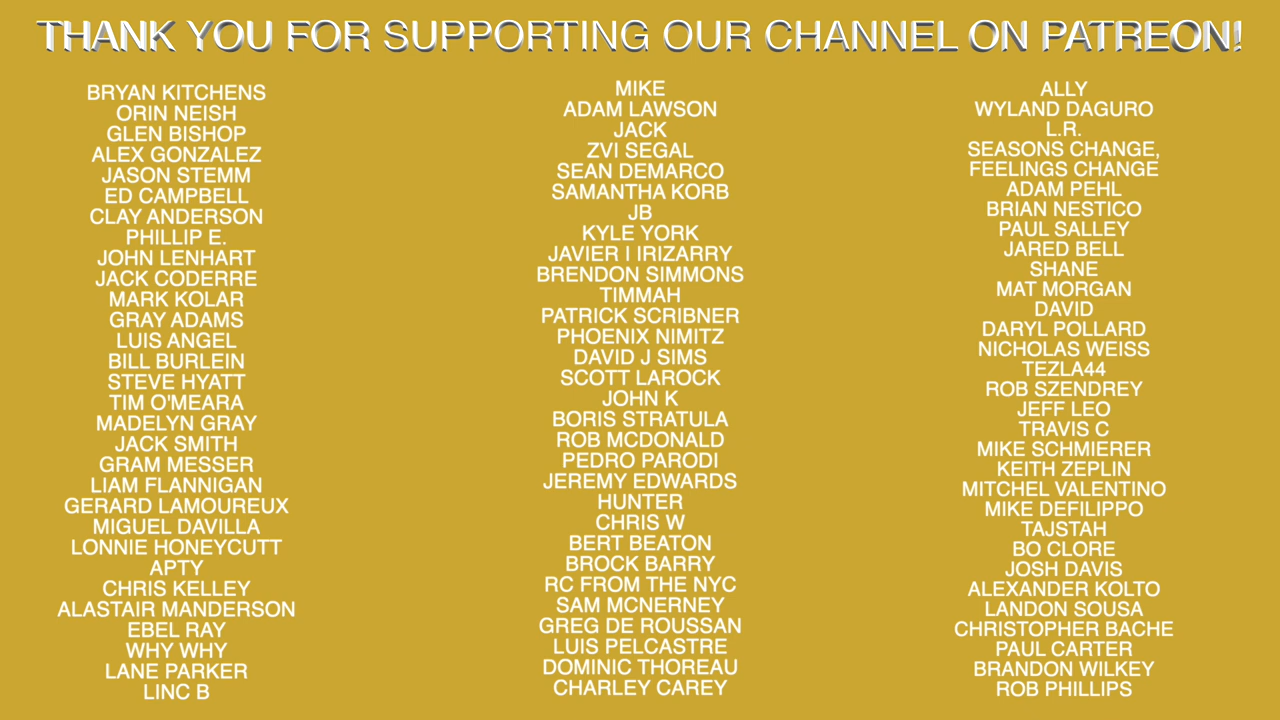 THANK YOU FOR SUPPORTING OUR CHANNEL ON PATREON!
BRYAN KITCHENS
ORIN NEISH
GLEN BISHOP
ALEX GONZALEZ
JASON STEMM
ED CAMPBELL
CLAY ANDERSON
PHILLIP E.
JOHN LENHART
JACK CODERRE
MARK KOLAR
GRAY ADAMS
LUIS ANGEL
BILL BURLEIN
STEVE HYATT
TIM O'MEARA
MADELYN GRAY
JACK SMITH
GRAM MESSER
LIAM FLANNIGAN
GERARD LAMOUREUX
MIGUEL DAVILLA
LONNIE HONEYCUTT
APTY
CHRIS KELLEY
ALASTAIR MANDERSON
EBEL RAY
WHY WHY
LANE PARKER
LINC B
MIKE
ADAM LAWSON
JACK
ZVI SEGAL
SEAN DEMARCO
SAMANTHA KORB
JB
KYLE YORK
JAVIER I IRIZARRY
BRENDON SIMMONS
TIMMAH
PATRICK SCRIBNER
PHOENIX NIMITZ
DAVID J SIMS
SCOTT LAROCK
JOHN K
BORIS STRATULA
ROB MCDONALD
PEDRO PARODI
JEREMY EDWARDS
HUNTER
CHRIS W
BERT BEATON
BROCK BARRY
RC FROM THE NYC
SAM MCNERNEY
GREG DE ROUSSAN
LUIS PELCASTRE
DOMINIC THOREAU
CHARLEY CAREY
ALLY
WYLAND DAGURO
L.R.
SEASONS CHANGE,
FEELINGS CHANGE
ADAM PEHL
BRIAN NESTICO
PAUL SALLEY
JARED BELL
SHANE
MAT MORGAN
DAVID
DARYL POLLARD
NICHOLAS WEISS
TEZLA44
ROB SZENDREY
JEFF LEO
TRAVIS C
MIKE SCHMIERER
KEITH ZEPLIN
MITCHEL VALENTINO
MIKE DEFILIPPO
TAJSTAH
BO CLORE
JOSH DAVIS
ALEXANDER KOLTO
LANDON SOUSA
CHRISTOPHER BACHE
PAUL CARTER
BRANDON WILKEY
ROB PHILLIPS